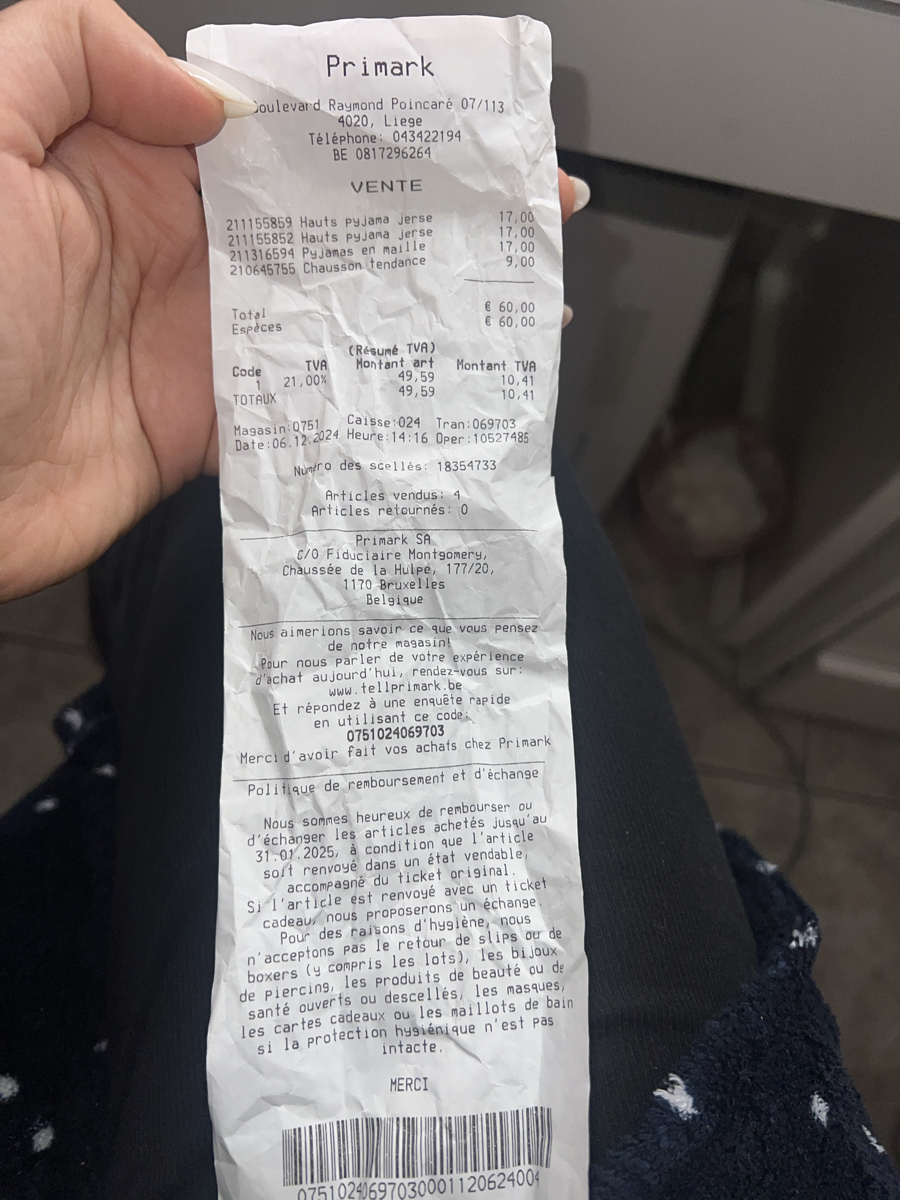 Primark
Boulevard Raymond Poincaré 07/113
4020, Liege
Téléphone: 043422194
BE 0817296264
VENTE
211155859 Hauts pyjama jerse 17,00
211155852 Hauts pyjama jerse 17,00
211316594 Pyjamas en maille 17,00
210645755 Chausson tendance 9,00
Total € 60,00
Espèces € 60,00
(Résumé TVA)
Code TVA Montant art Montant TVA
1 21,00% 49,59 10,41
TOTAUX 49,59 10,41
Magasin:0751 Caisse:024 Tran:069703
Date:06.12.2024 Heure:14:16 Oper:10527485
Numéro des scellés: 18354733
Articles vendus: 4
Articles retournés: 0
Primark SA
C/O Fiduciaire Montgomery,
Chaussée de la Hulpe, 177/20,
1170 Bruxelles
Belgique
Nous aimerions savoir ce que vous pensez
de notre magasin!
Pour nous parler de votre expérience
d'achat aujourd'hui, rendez-vous sur:
www.tellprimark.be
Et répondez à une enquête rapide
en utilisant ce code:
0751024069703
Merci d'avoir fait vos achats chez Primark
Politique de remboursement et d'échange
Nous sommes heureux de rembourser ou
d'échanger les articles achetés jusqu'au
31.01.2025, à condition que l'article
soit renvoyé dans un état vendable,
accompagné du ticket original.
Si l'article est renvoyé avec un ticket
cadeau, nous proposerons un échange.
Pour des raisons d'hygiène, nous
n'acceptons pas le retour de slips ou de
boxers (y compris les lots), les bijoux
de piercing, les produits de beauté ou de
santé ouverts ou descellés, les masques,
les cartes cadeaux ou les maillots de bain
si la protection hygiénique n'est pas
intacte.
MERCI
07510240697030001120624004